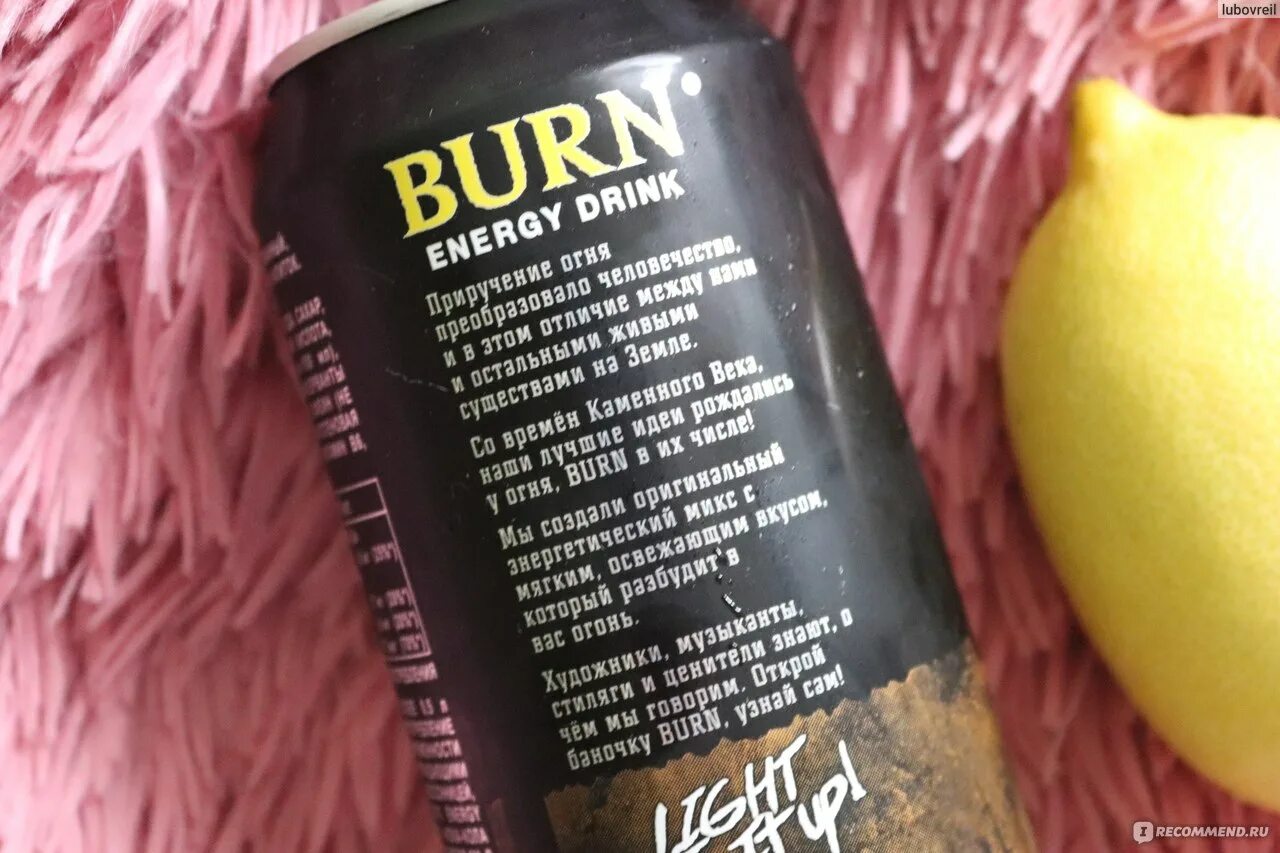 lubovreil
BURN
ENERGY DRINK
Приручение огня
преобразовало человечество,
и в этом отличие между нами
и остальными живыми
существами на Земле.
Со времён Каменного Века,
наши лучшие идеи рождались
у огня, BURN в их числе!
Мы создали оригинальный
энергетический микс с
мягким, освежающим вкусом,
который разбудит в
вас огонь.
Художники, музыканты,
стиляги и ценители знают, о
чём мы говорим. Открой
баночку BURN, узнай сам!
LIGHT
IT UP!
САХАР,
I RECOMMEND.RU